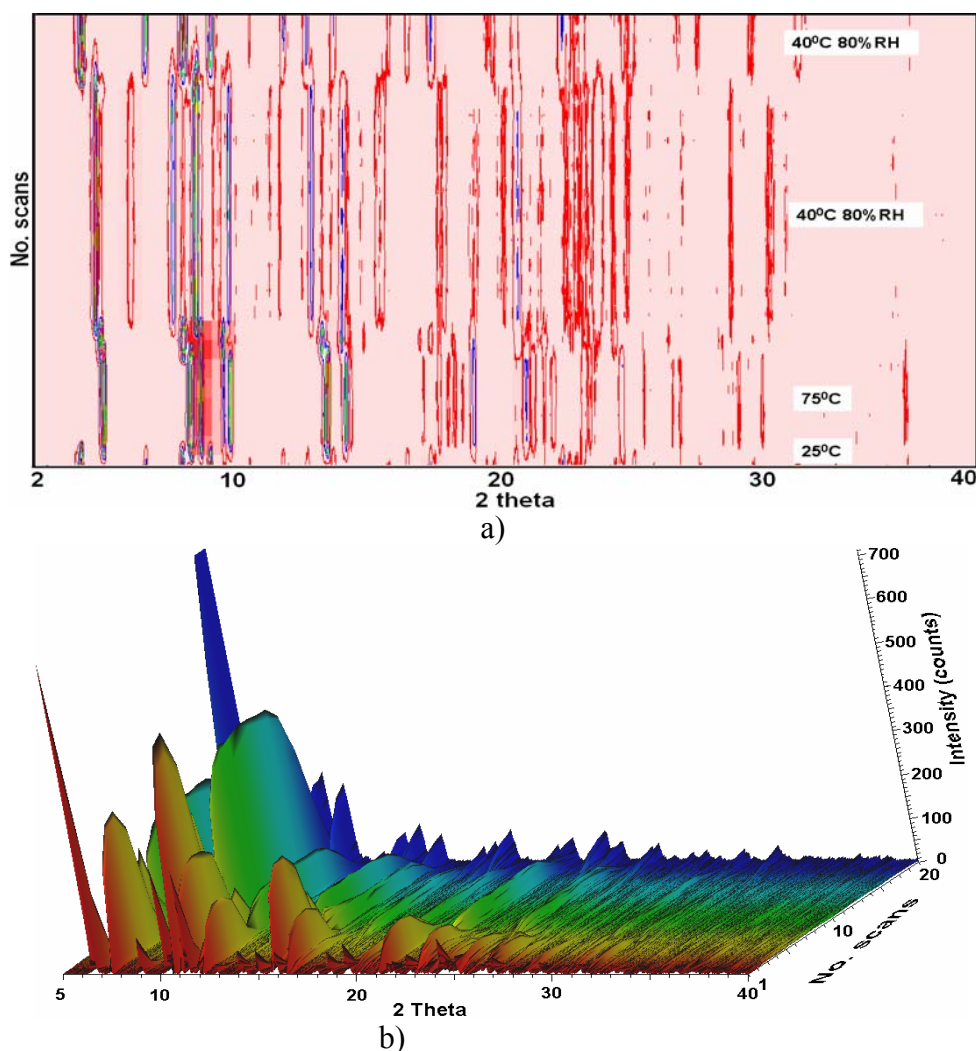 40⁰C 80% RH
No. scans
40⁰C 80% RH
75⁰C
25⁰C
2 10 20 30 40
2 theta
a)
700
600
500
400
300
200
100
0
Intensity (counts)
20
10
1
No. scans
5 10 20 30 40
2 Theta
b)